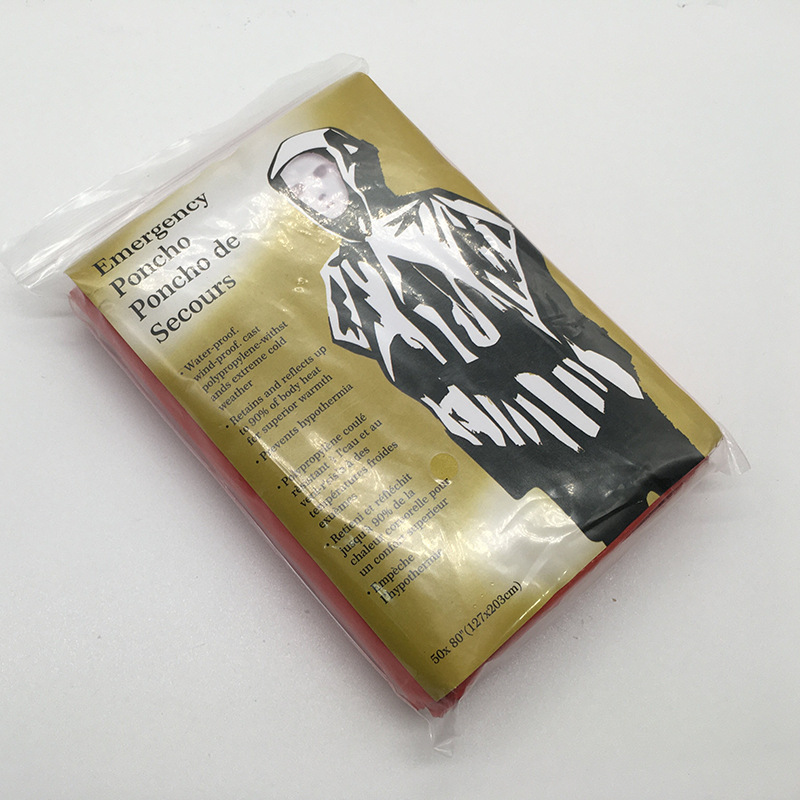 Emergency
Poncho
Poncho de
Secours
• Water-proof.
wind-proof. cast
polypropylene-withst
ands extreme cold
weather
• Retains and reflects up
to 90% of body heat
for superior warmth
• Prevents hypothermia
• Polypropylène coulé
résistant à l'eau et au
vent
températures froides
extrêmes
• Retient et réfléchit
jusqu'à 90% de la
chaleur corporelle pour
un confort supérieur
• Empêche
l'hypothermie
50x 80"(127x203cm)